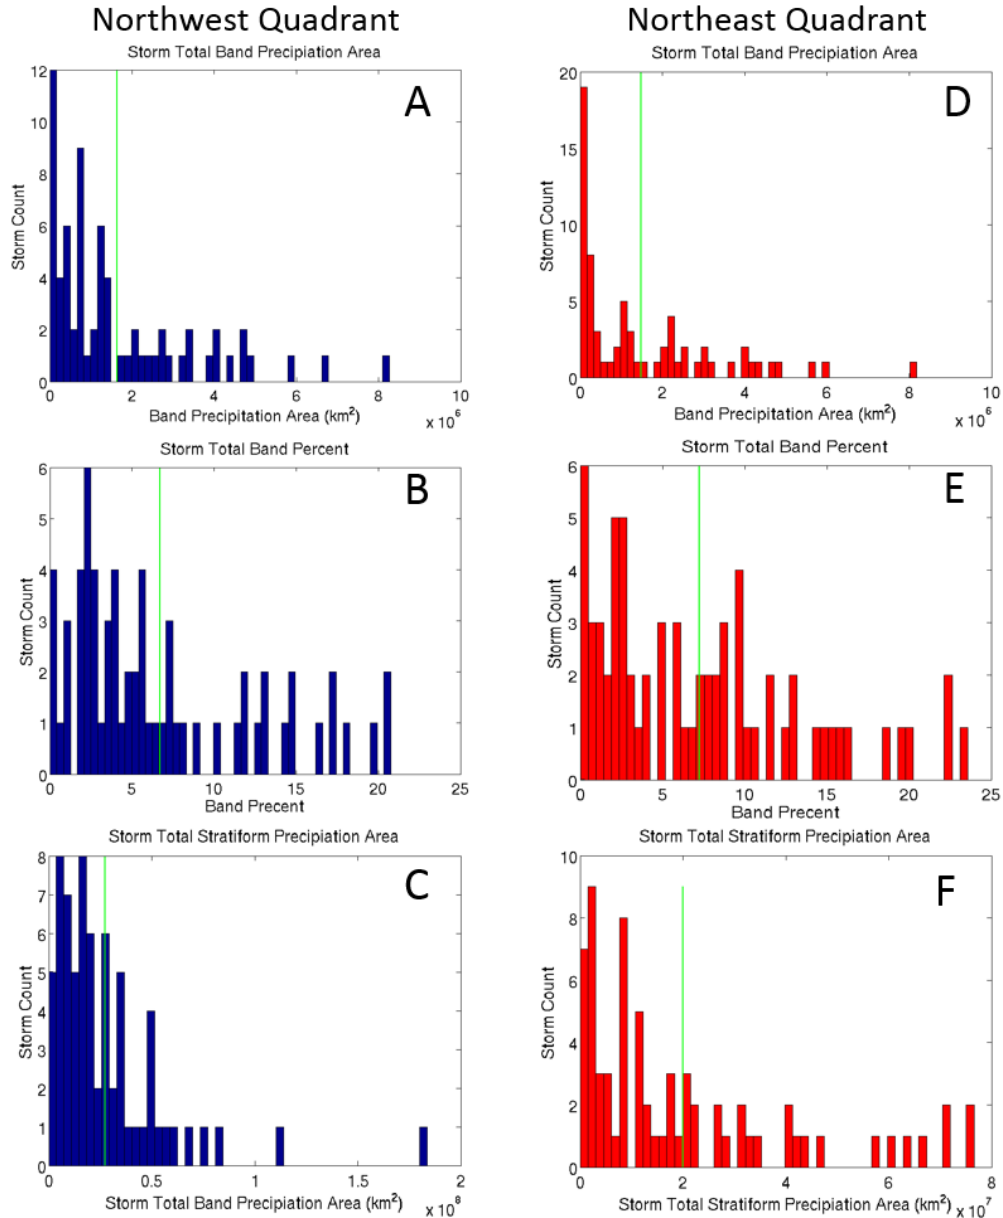 Northwest Quadrant
Storm Total Band Precipiation Area
A
Storm Count
12
10
8
6
4
2
0
0 2 4 6 8 10
Band Precipitation Area (km²)
x 10⁶
Storm Total Band Percent
B
Storm Count
6
5
4
3
2
1
0
0 5 10 15 20 25
Band Precent
Storm Total Stratiform Precipiation Area
C
Storm Count
8
7
6
5
4
3
2
1
0
0 0.5 1 1.5 2
Storm Total Band Precipiation Area (km²)
x 10⁸
Northeast Quadrant
Storm Total Band Precipiation Area
D
Storm Count
20
15
10
5
0
0 2 4 6 8 10
Band Precipitation Area (km²)
x 10⁶
Storm Total Band Percent
E
Storm Count
6
5
4
3
2
1
0
0 5 10 15 20 25
Band Precent
Storm Total Stratiform Precipiation Area
F
Storm Count
10
8
6
4
2
0
0 2 4 6 8
Storm Total Stratiform Precipiation Area (km²)
x 10⁷